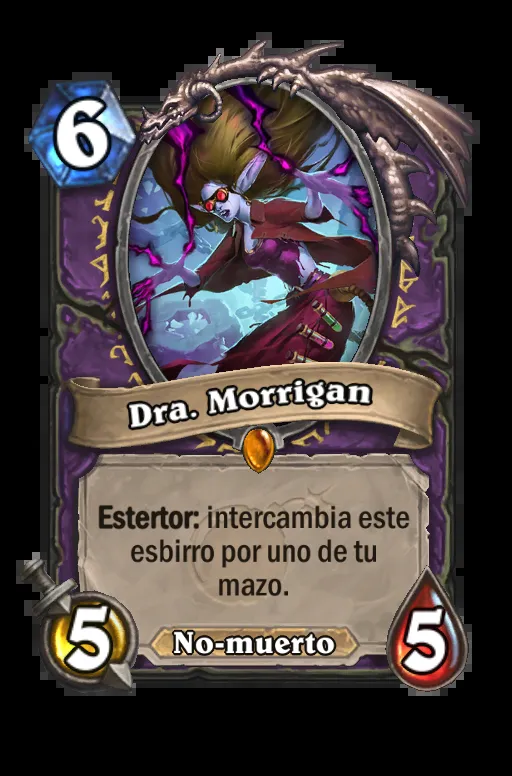 6
Dra. Morrigan
Estertor: intercambia este
esbirro por uno de tu
mazo.
5
No-muerto
5